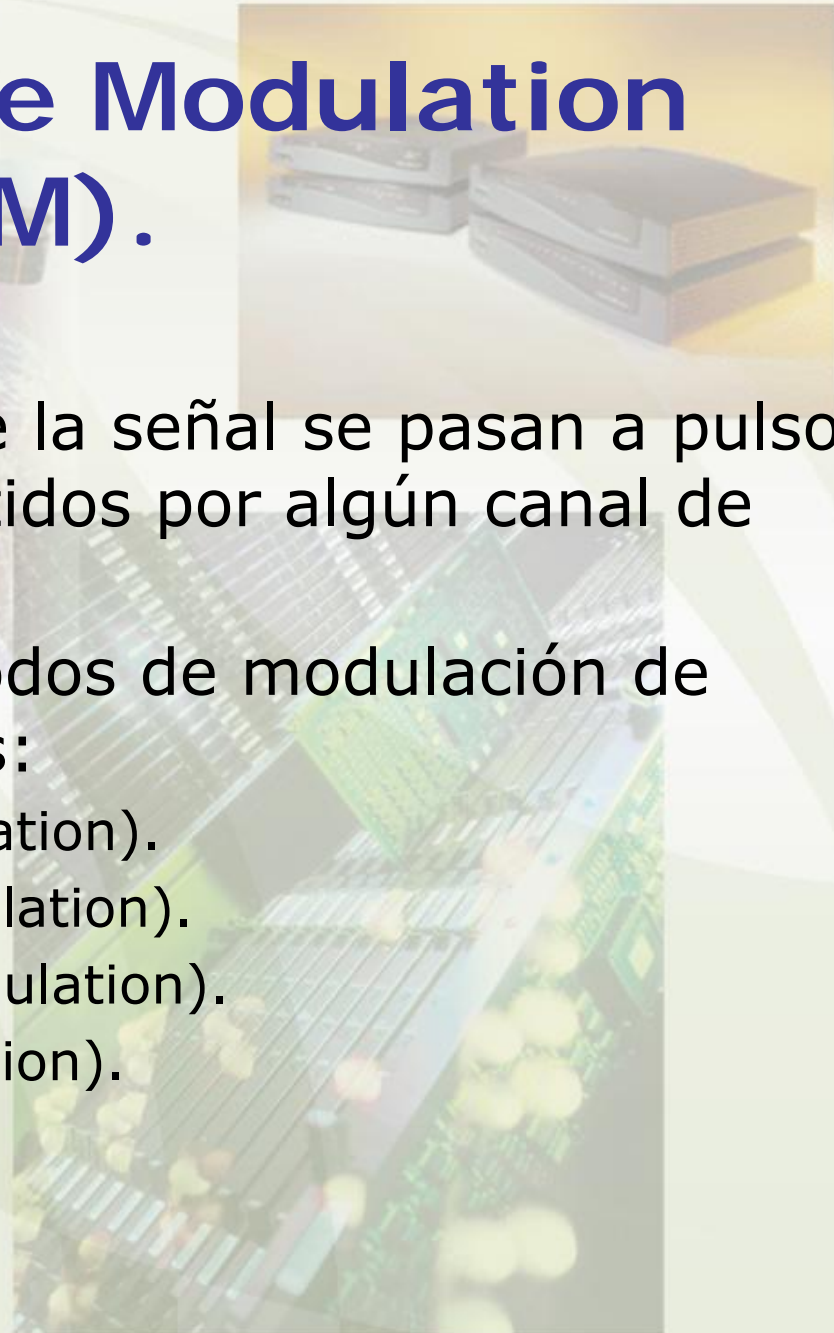 e Modulation
M).
e la señal se pasan a pulso
tidos por algún canal de
odos de modulación de
s:
ation).
lation).
ulation).
ion).